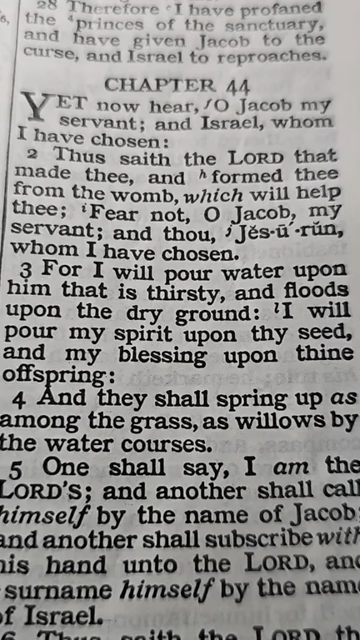 28 Therefore I have profaned
the princes of the sanctuary,
and have given Jacob to the
curse, and Israel to reproaches.
CHAPTER 44
YET now hear, f O Jacob my
servant; and Israel, whom
I have chosen:
2 Thus saith the LORD that
made thee, and h formed thee
from the womb, which will help
thee; i Fear not, O Jacob, my
servant; and thou, j Jĕs-ū´-rŭn,
whom I have chosen.
3 For I will pour water upon
him that is thirsty, and floods
upon the dry ground: l I will
pour my spirit upon thy seed,
and my blessing upon thine
offspring:
4 And they shall spring up as
among the grass, as willows by
the water courses.
5 One shall say, I am the
LORD'S; and another shall call
himself by the name of Jacob;
and another shall subscribe with
his hand unto the LORD, and
surname himself by the name
of Israel.
6 Thus saith the LORD th